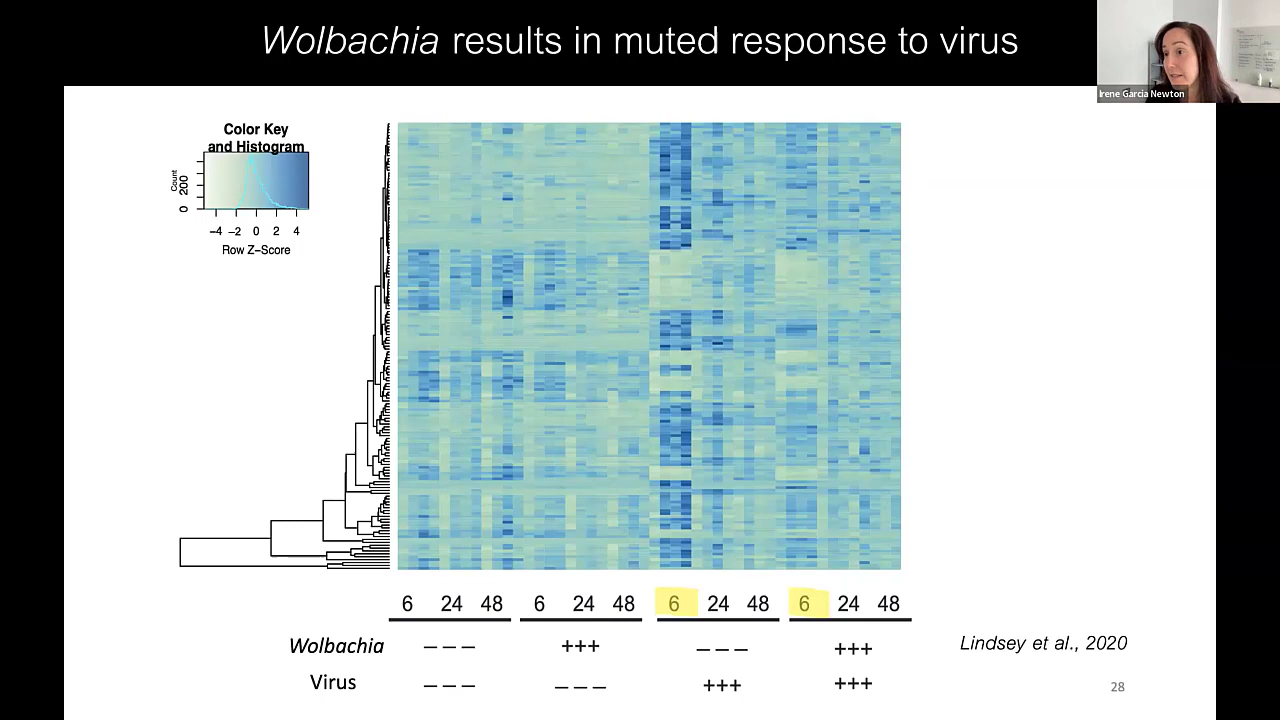 Wolbachia results in muted response to virus
Irene Garcia Newton
Color Key
and Histogram
Count
0 200
−4 −2 0 2 4
Row Z−Score
6 24 48 6 24 48 6 24 48 6 24 48
Wolbachia – – – +++ – – – +++
Virus – – – – – – +++ +++
Lindsey et al., 2020
28